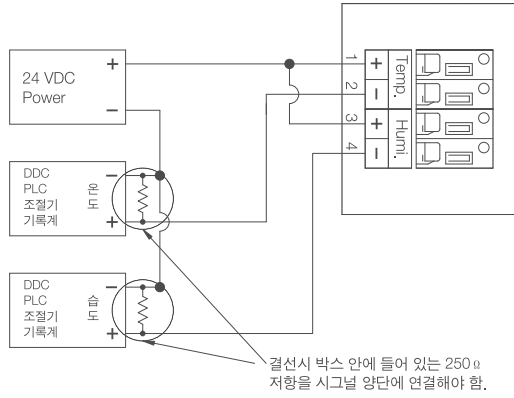 24 VDC
Power
+
−
1
2
3
4
+
−
+
−
Temp.
Humi.
DDC
PLC
조절기
기록계
온
도
−
+
DDC
PLC
조절기
기록계
습
도
−
+
결선시 박스 안에 들어 있는 250 Ω
저항을 시그널 양단에 연결해야 함.